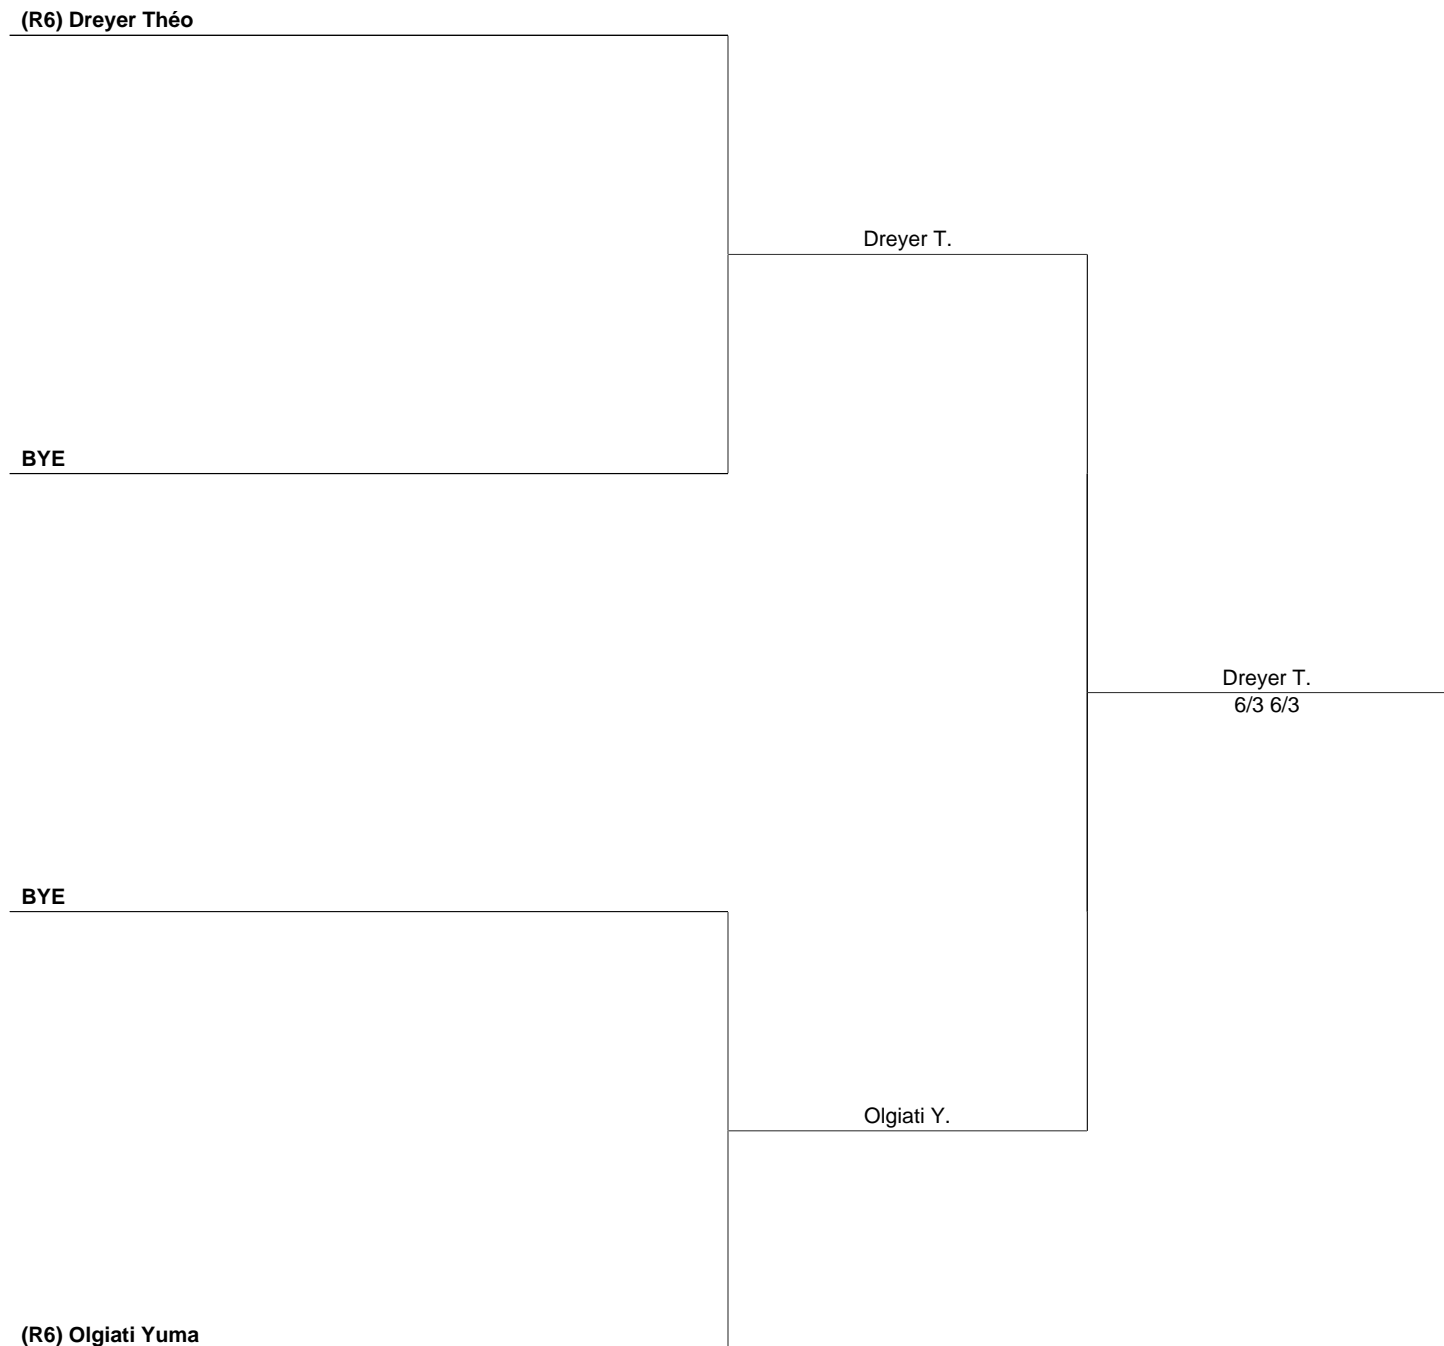 (R6) Dreyer Théo
Dreyer T.
BYE
Dreyer T.
6/3 6/3
BYE
Olgiati Y.
(R6) Olgiati Yuma